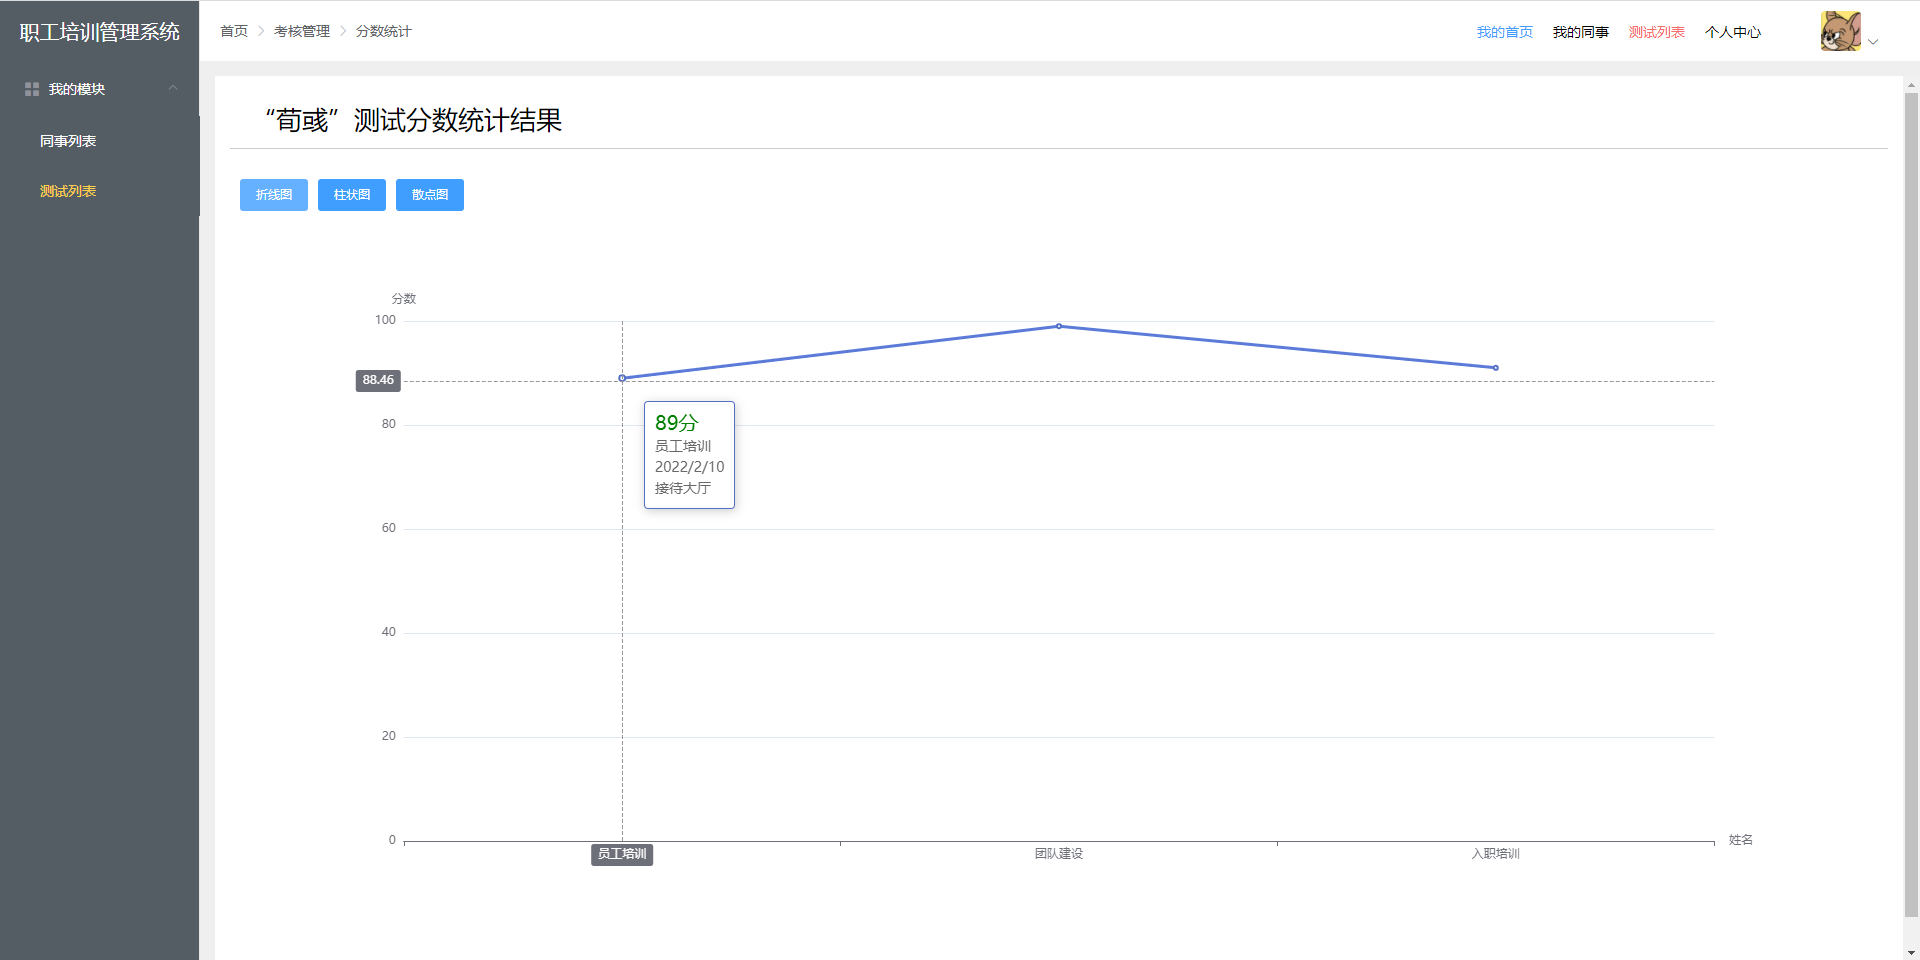 职工培训管理系统
首页 考核管理 分数统计
我的首页 我的同事 测试列表 个人中心
我的模块
同事列表
测试列表
“荀彧”测试分数统计结果
折线图 柱状图 散点图
分数
100
88.46
80
60
40
20
0
89分
员工培训
2022/2/10
接待大厅
员工培训 团队建设 入职培训
姓名